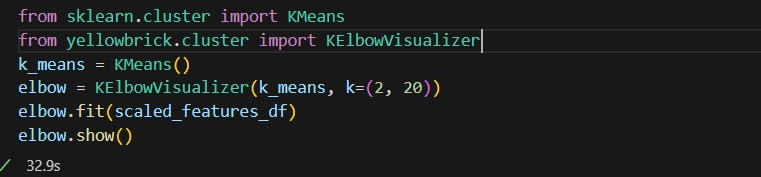 from sklearn.cluster import KMeans
from yellowbrick.cluster import KElbowVisualizer
k_means = KMeans()
elbow = KElbowVisualizer(k_means, k=(2, 20))
elbow.fit(scaled_features_df)
elbow.show()
32.9s